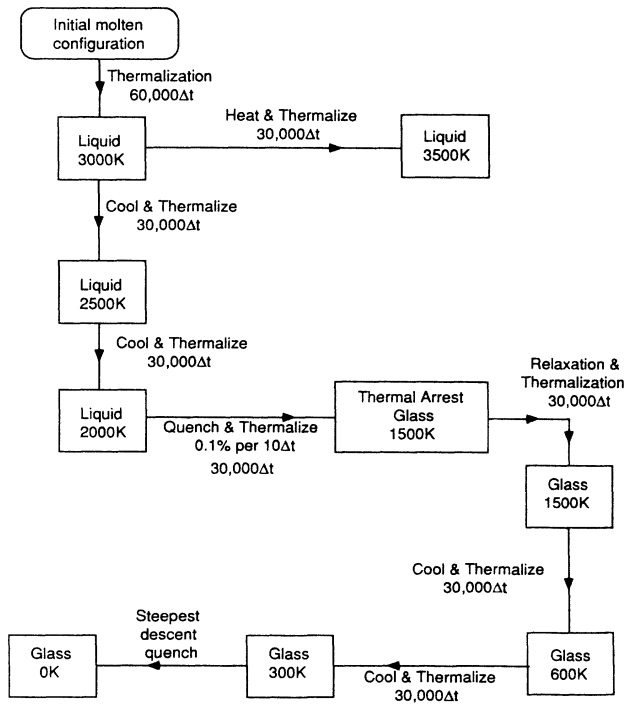 Initial molten
configuration
Thermalization
60,000Δt
Liquid
3000K
Heat & Thermalize
30,000Δt
Liquid
3500K
Cool & Thermalize
30,000Δt
Liquid
2500K
Cool & Thermalize
30,000Δt
Liquid
2000K
Quench & Thermalize
0.1% per 10Δt
30,000Δt
Thermal Arrest
Glass
1500K
Relaxation &
Thermalization
30,000Δt
Glass
1500K
Cool & Thermalize
30,000Δt
Glass
600K
Cool & Thermalize
30,000Δt
Glass
300K
Steepest
descent
quench
Glass
0K